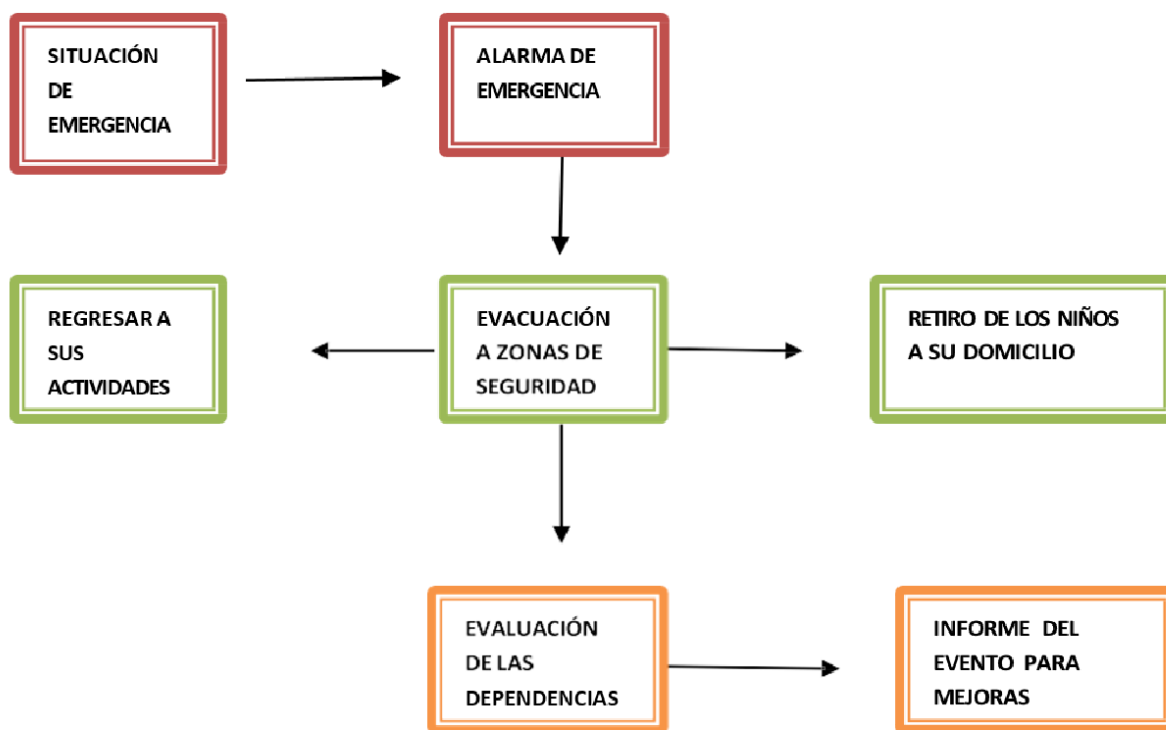 SITUACIÓN
DE
EMERGENCIA
ALARMA DE
EMERGENCIA
REGRESAR A
SUS
ACTIVIDADES
EVACUACIÓN
A ZONAS DE
SEGURIDAD
RETIRO DE LOS NIÑOS
A SU DOMICILIO
EVALUACIÓN
DE LAS
DEPENDENCIAS
INFORME DEL
EVENTO PARA
MEJORAS